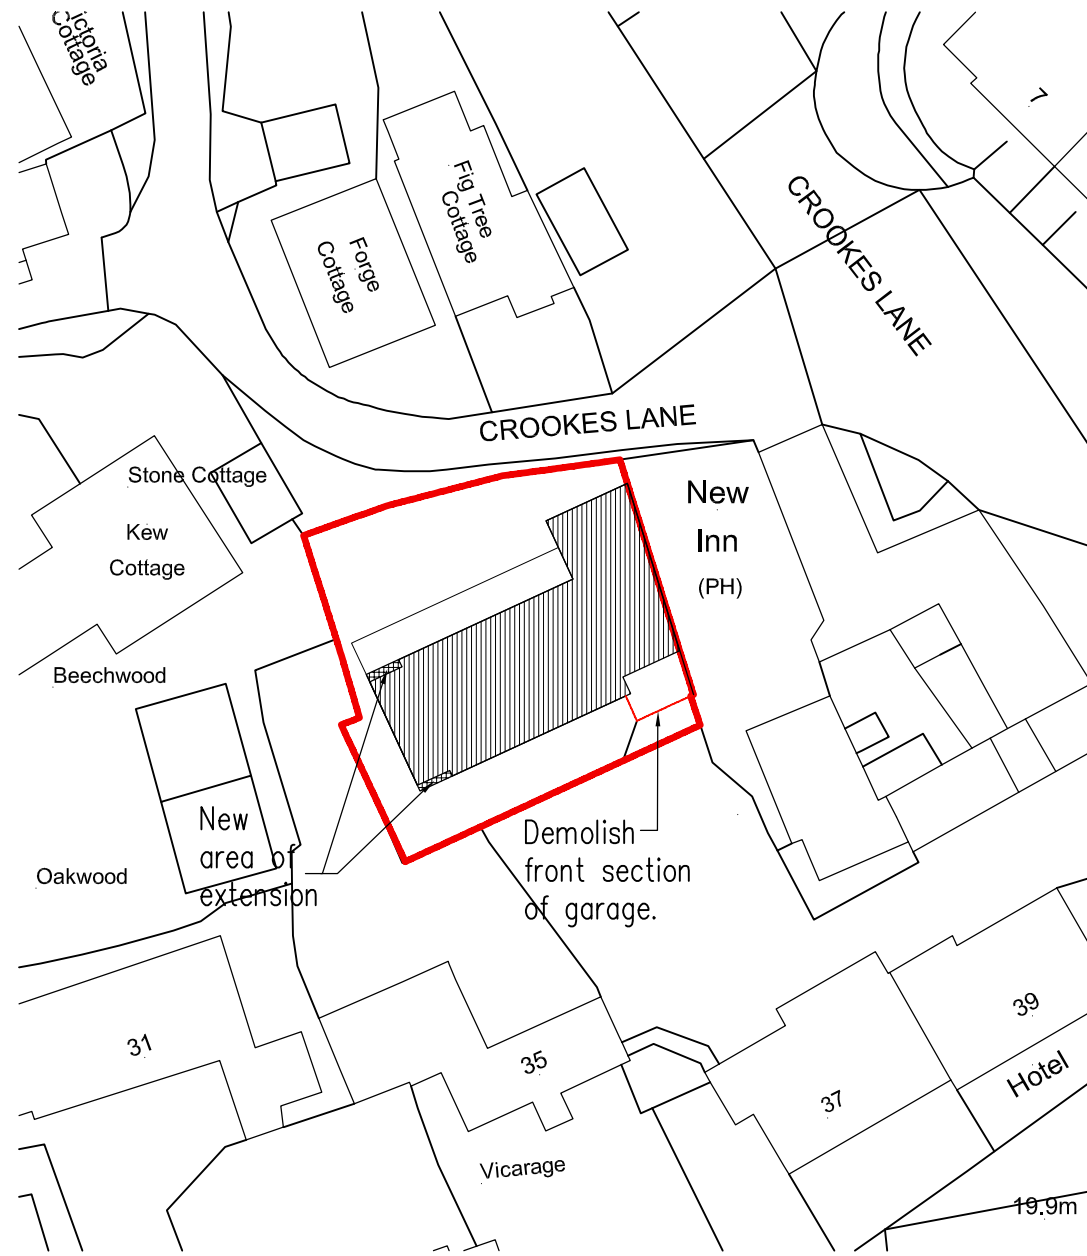 ictoria
Cottage
7
Fig Tree
Cottage
Forge
Cottage
CROOKES LANE
CROOKES LANE
Stone Cottage
New
Inn
(PH)
Kew
Cottage
Beechwood
New
area of
extension
Demolish
front section
of garage.
Oakwood
31
35
37
39
Hotel
Vicarage
19.9m